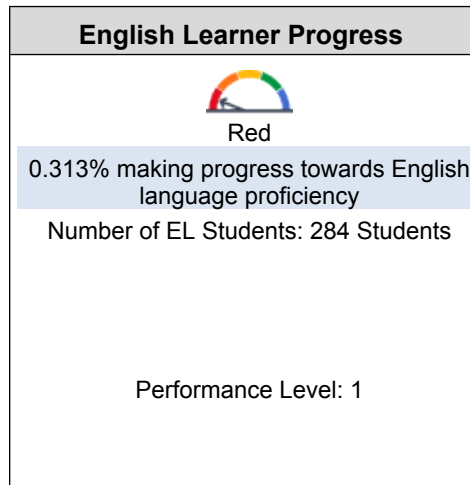 English Learner Progress
Red
0.313% making progress towards English
language proficiency
Number of EL Students: 284 Students
Performance Level: 1